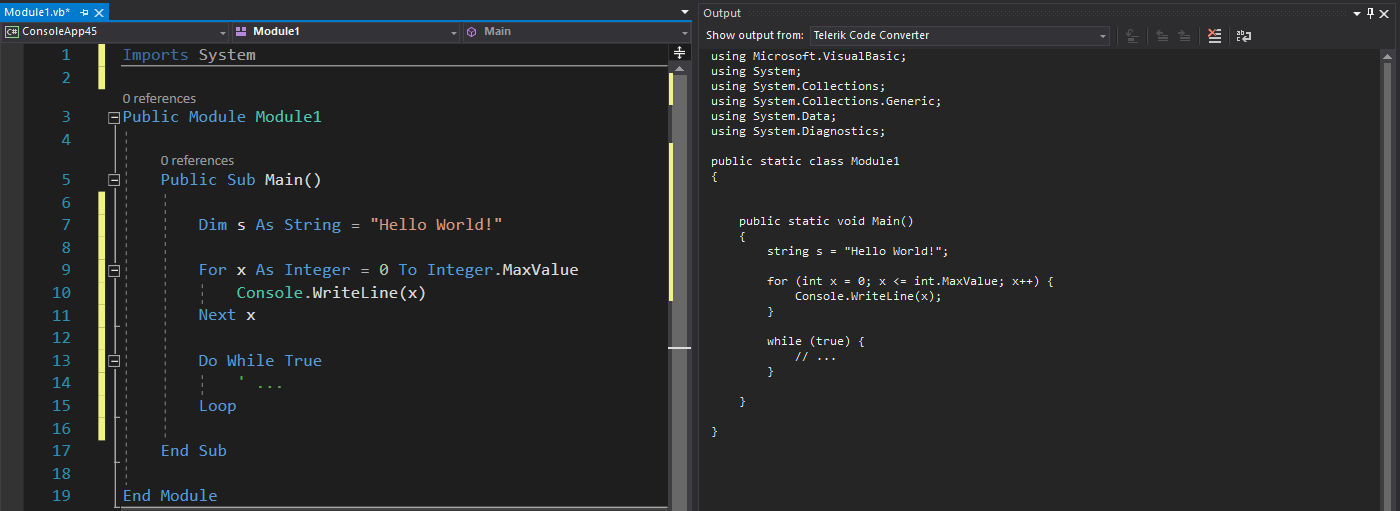 Module1.vb*
C# ConsoleApp45
Module1
Main
1 Imports System
2
0 references
3 Public Module Module1
4
0 references
5 Public Sub Main()
6
7 Dim s As String = "Hello World!"
8
9 For x As Integer = 0 To Integer.MaxValue
10 Console.WriteLine(x)
11 Next x
12
13 Do While True
14 ' ...
15 Loop
16
17 End Sub
18
19 End Module
Output
Show output from: Telerik Code Converter
using Microsoft.VisualBasic;
using System;
using System.Collections;
using System.Collections.Generic;
using System.Data;
using System.Diagnostics;
public static class Module1
{
public static void Main()
{
string s = "Hello World!";
for (int x = 0; x <= int.MaxValue; x++) {
Console.WriteLine(x);
}
while (true) {
// ...
}
}
}